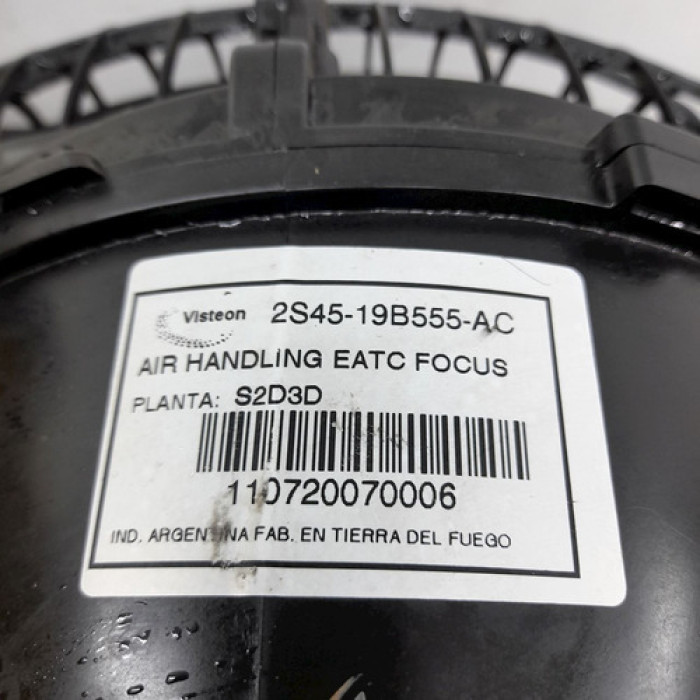 Visteon 2S45-19B555-AC
AIR HANDLING EATC FOCUS
PLANTA: S2D3D
110720070006
IND. ARGENTINA FAB. EN TIERRA DEL FUEGO